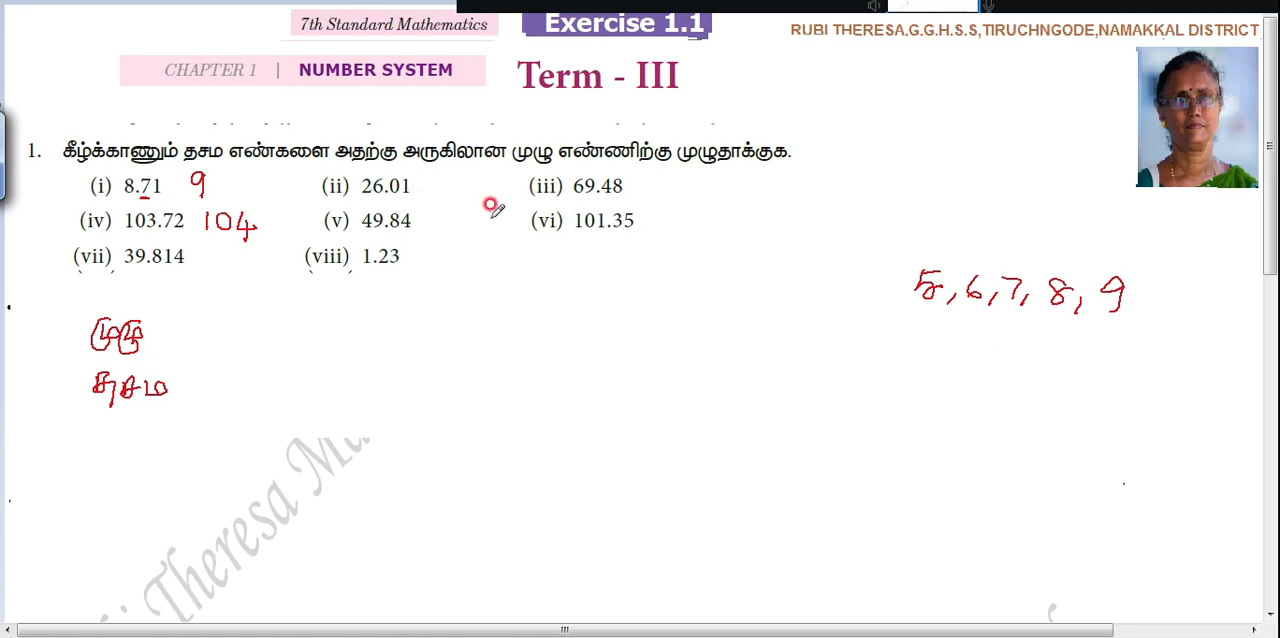 7th Standard Mathematics
Exercise 1.1
RUBI THERESA,G.G.H.S.S,TIRUCHNGODE,NAMAKKAL DISTRICT
CHAPTER 1 | NUMBER SYSTEM
Term - III
1. கீழ்க்காணும் தசம எண்களை அதற்கு அருகிலான முழு எண்ணிற்கு முழுதாக்குக.
(i) 8.71 9 (ii) 26.01 (iii) 69.48
(iv) 103.72 104 (v) 49.84 (vi) 101.35
(vii) 39.814 (viii) 1.23
5, 6, 7, 8, 9
முழு
தசம
Theresa